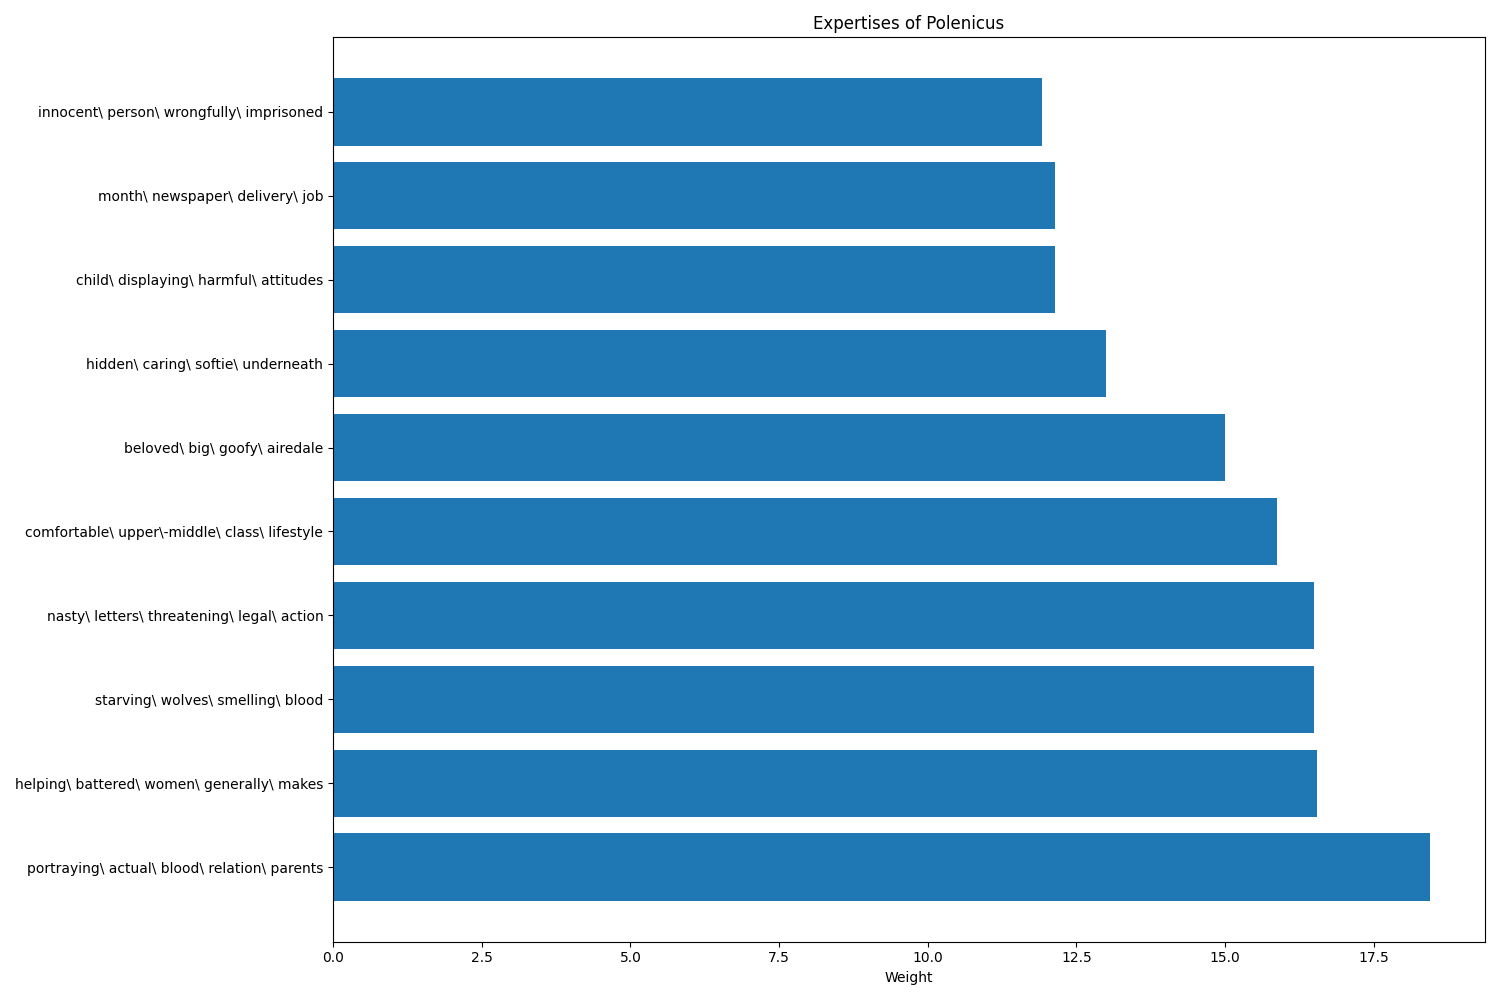 Expertises of Polenicus
innocent\ person\ wrongfully\ imprisoned
month\ newspaper\ delivery\ job
child\ displaying\ harmful\ attitudes
hidden\ caring\ softie\ underneath
beloved\ big\ goofy\ airedale
comfortable\ upper\-middle\ class\ lifestyle
nasty\ letters\ threatening\ legal\ action
starving\ wolves\ smelling\ blood
helping\ battered\ women\ generally\ makes
portraying\ actual\ blood\ relation\ parents
0.0 2.5 5.0 7.5 10.0 12.5 15.0 17.5
Weight